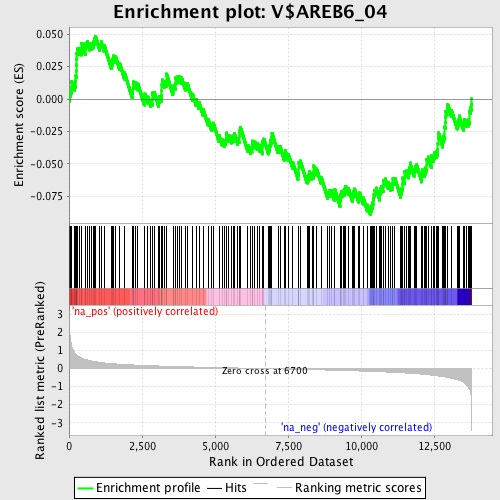 Enrichment plot: V$AREB6_04
Enrichment score (ES)
0.050
0.025
0.000
-0.025
-0.050
-0.075
'na_pos' (positively correlated)
Ranked list metric (PreRanked)
3
2
1
0
-1
-2
-3
Zero cross at 6700
'na_neg' (negatively correlated)
0
2,500
5,000
7,500
10,000
12,500
Rank in Ordered Dataset
Enrichment profile
Hits
Ranking metric scores